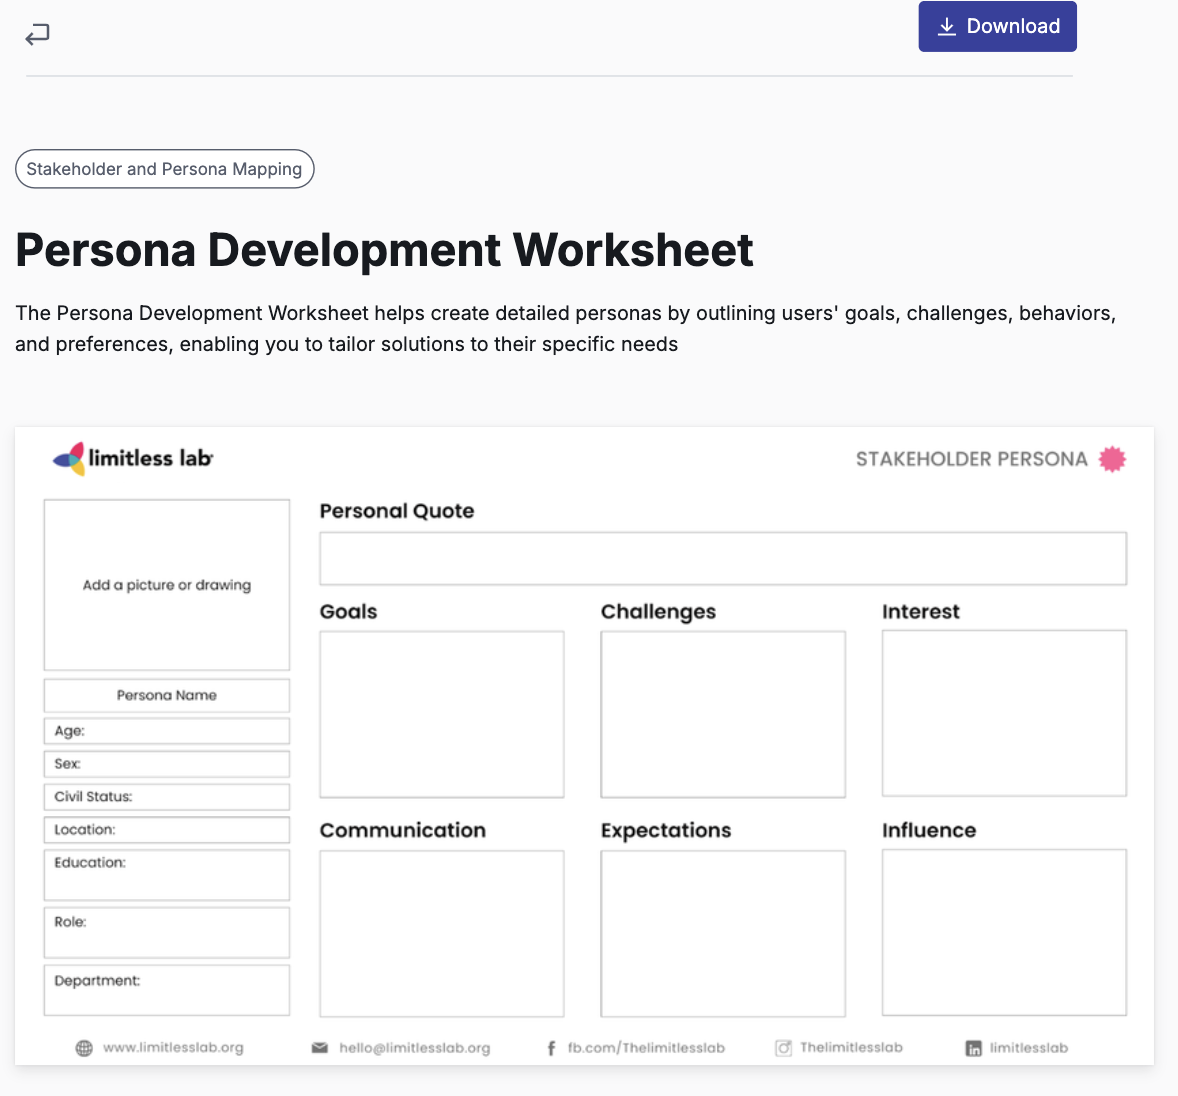 Download
Stakeholder and Persona Mapping
Persona Development Worksheet
The Persona Development Worksheet helps create detailed personas by outlining users' goals, challenges, behaviors,
and preferences, enabling you to tailor solutions to their specific needs
limitless lab
STAKEHOLDER PERSONA
Add a picture or drawing
Persona Name
Age:
Sex:
Civil Status:
Location:
Education:
Role:
Department:
Personal Quote
Goals
Challenges
Interest
Communication
Expectations
Influence
www.limitlesslab.org
hello@limitlesslab.org
fb.com/Thelimitlesslab
Thelimitlesslab
limitlesslab